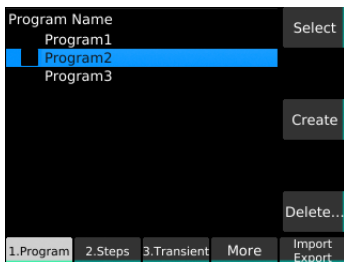 Program Name
Program1
Program2
Program3
Select
Create
Delete...
1.Program
2.Steps
3.Transient
More
Import
Export